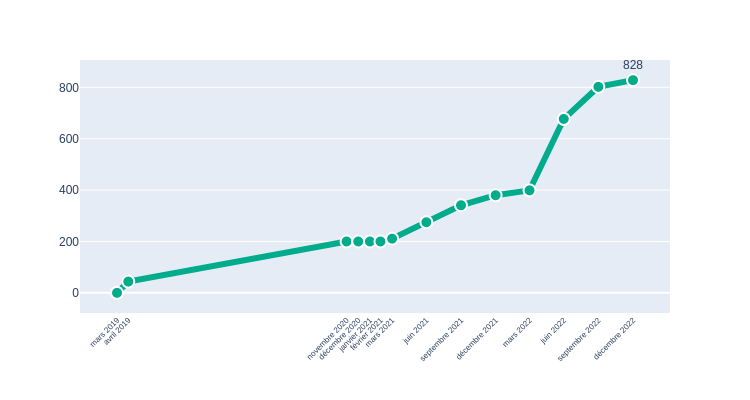 828
800
600
400
200
0
mars 2019
avril 2019
novembre 2020
décembre 2020
janvier 2021
février 2021
mars 2021
juin 2021
septembre 2021
décembre 2021
mars 2022
juin 2022
septembre 2022
décembre 2022